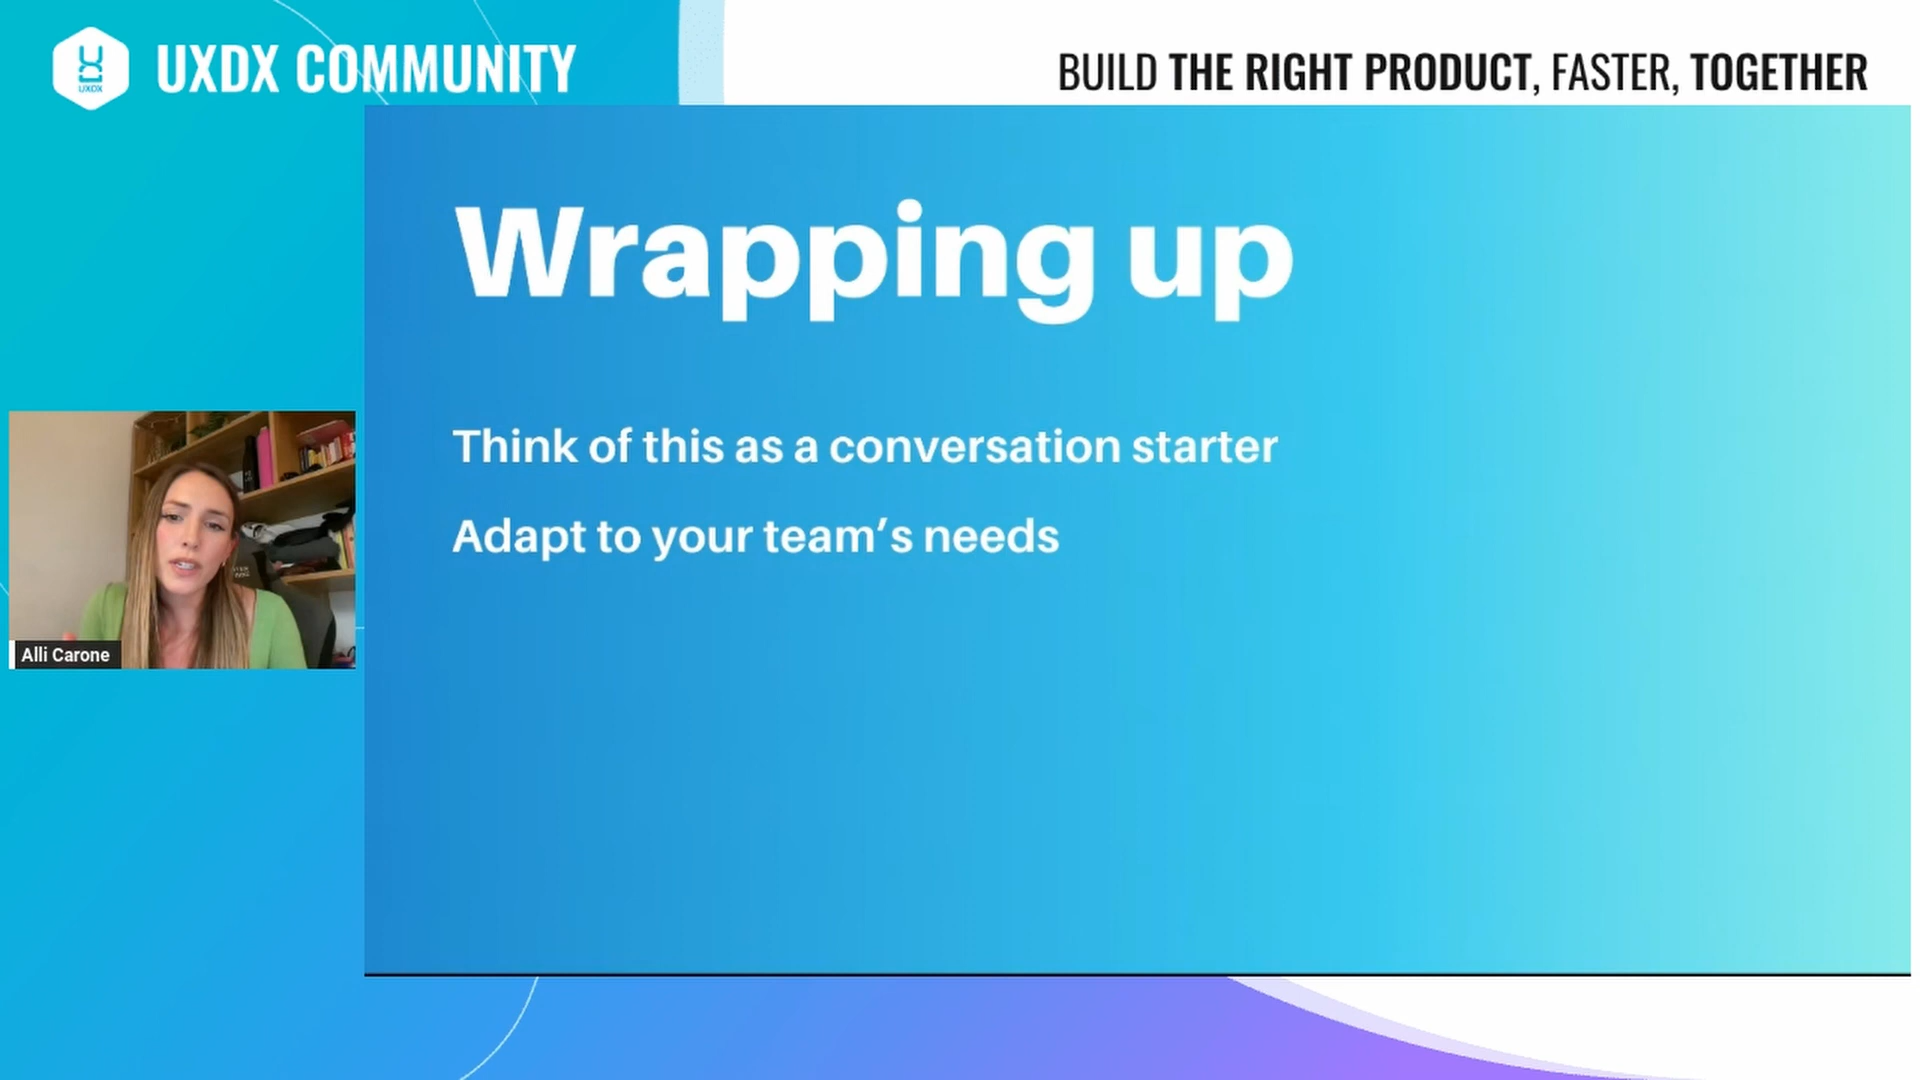 UXDX
UXDX COMMUNITY
BUILD THE RIGHT PRODUCT, FASTER, TOGETHER
Wrapping up
Think of this as a conversation starter
Adapt to your team’s needs
Alli Carone